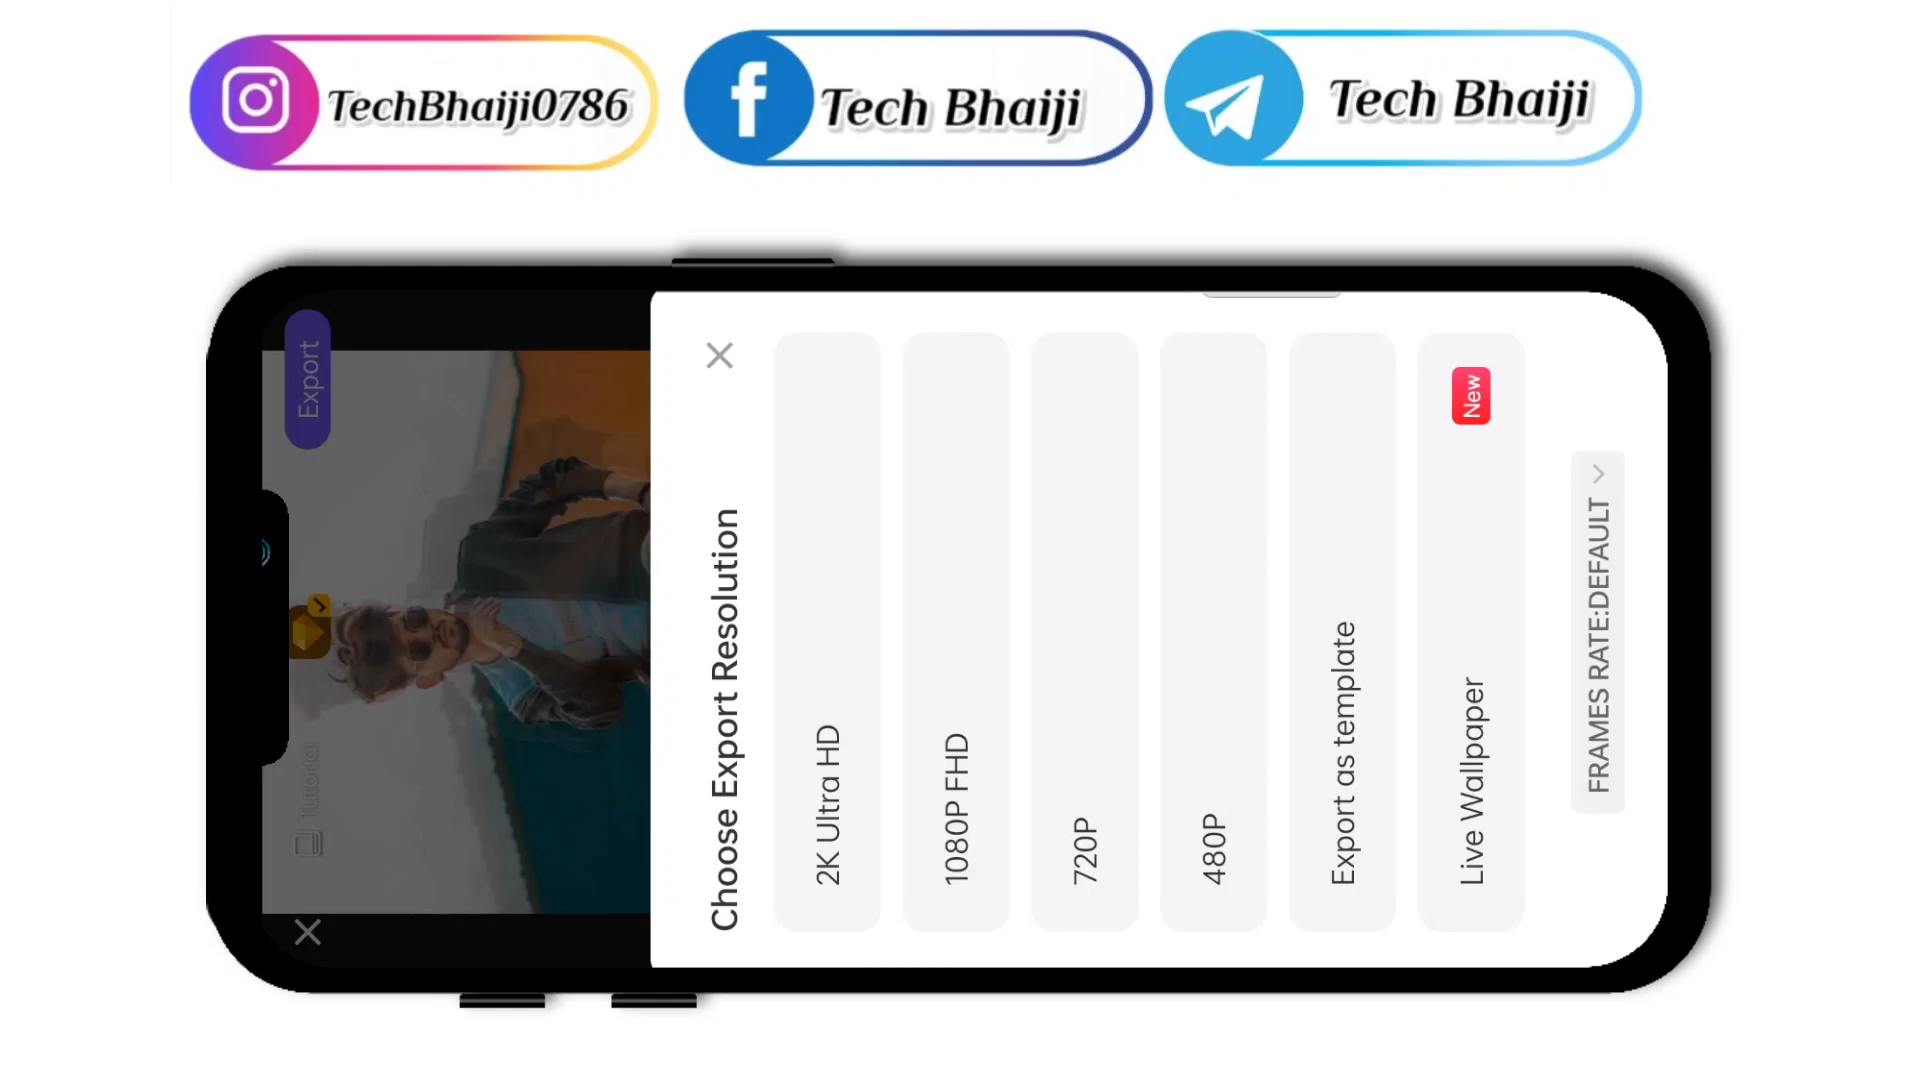 TechBhaiji0786
Tech Bhaiji
Tech Bhaiji
Export
Tutorial
Choose Export Resolution
2K Ultra HD
1080P FHD
720P
480P
Export as template
Live Wallpaper
New
FRAMES RATE:DEFAULT